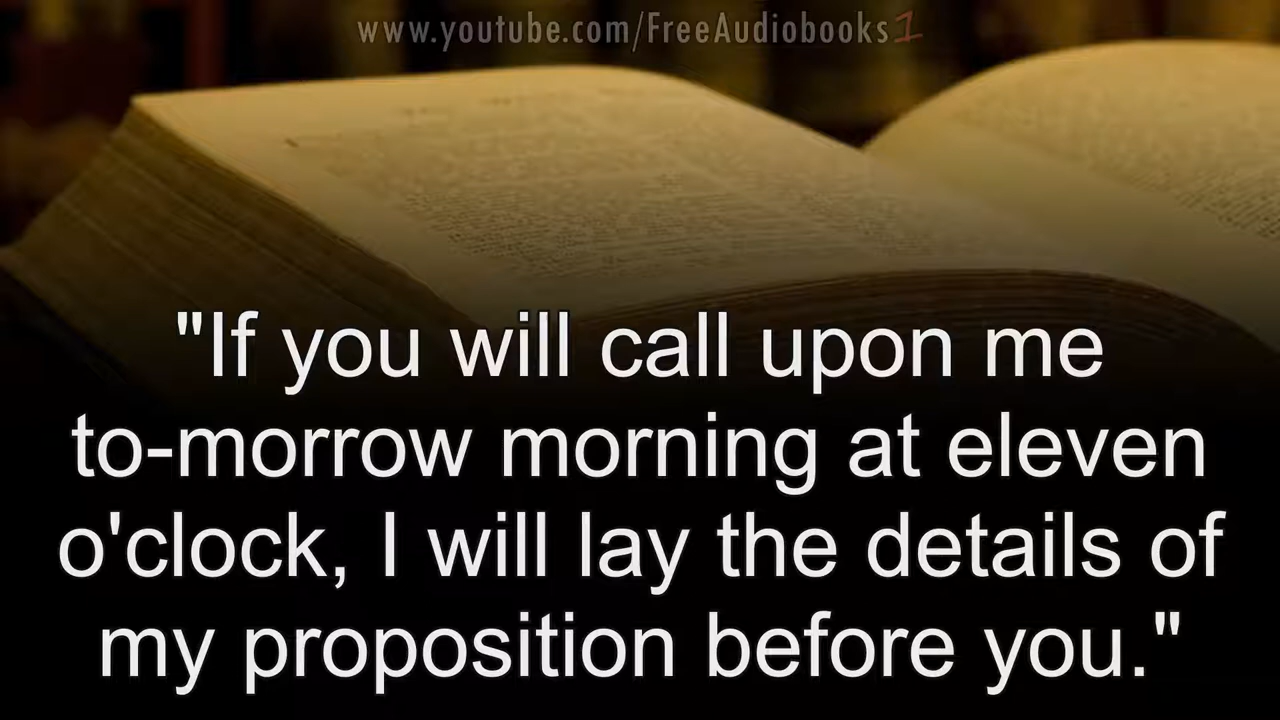 www.youtube.com/FreeAudiobooks1
"If you will call upon me
to-morrow morning at eleven
o'clock, I will lay the details of
my proposition before you."